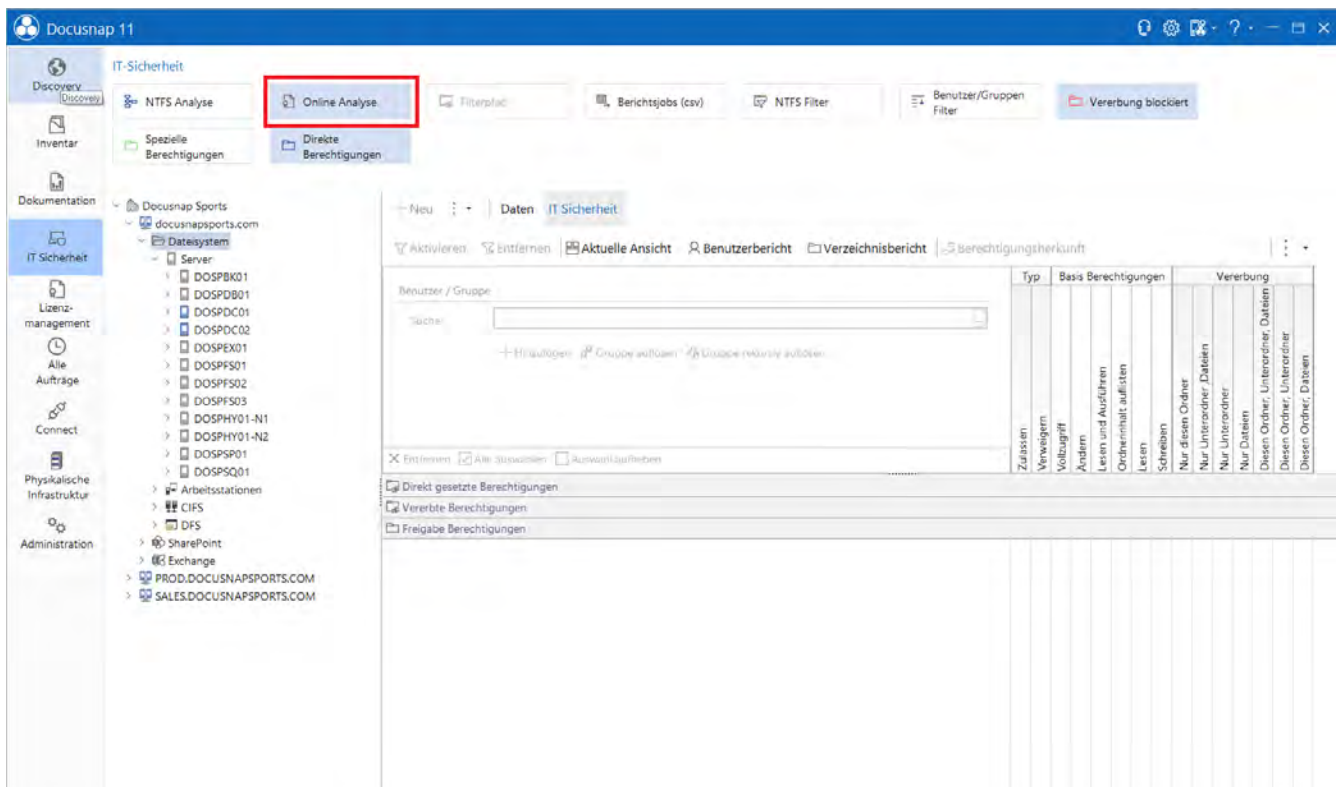 Docusnap 11
?
IT-Sicherheit
Discovery
Discovely
NTFS Analyse
Online Analyse
Filterpfad
Berichtsjobs (csv)
NTFS Filter
Benutzer/Gruppen
Filter
Vererbung blockiert
Inventar
Spezielle
Berechtigungen
Direkte
Berechtigungen
Dokumentation
IT Sicherheit
Lizenz-
management
Alle
Aufträge
Connect
Physikalische
Infrastruktur
Administration
Docusnap Sports
docusnapsports.com
Dateisystem
Server
DOSPBK01
DOSPDB01
DOSPDC01
DOSPDC02
DOSPEX01
DOSPFS01
DOSPFS02
DOSPFS03
DOSPHY01-N1
DOSPHY01-N2
DOSPSP01
DOSPSQ01
Arbeitsstationen
CIFS
DFS
SharePoint
Exchange
PROD.DOCUSNAPSPORTS.COM
SALES.DOCUSNAPSPORTS.COM
Neu
Daten
IT Sicherheit
Aktivieren
Entfernen
Aktuelle Ansicht
Benutzerbericht
Verzeichnisbericht
Berechtigungsherkunft
Benutzer / Gruppe
Suche:
Hinzufügen
Gruppe auflösen
Gruppe rekursiv auflösen
Entfernen
Alle auswählen
Auswahl aufheben
Typ
Basis Berechtigungen
Vererbung
Zulassen
Verweigern
Vollzugriff
Ändern
Lesen und Ausführen
Ordnerinhalt auflisten
Lesen
Schreiben
Nur diesen Ordner
Nur Unterordner ,Dateien
Nur Unterordner
Nur Dateien
Diesen Ordner, Unterordner, Dateien
Diesen Ordner, Unterordner
Diesen Ordner, Dateien
Direkt gesetzte Berechtigungen
Vererbte Berechtigungen
Freigabe Berechtigungen